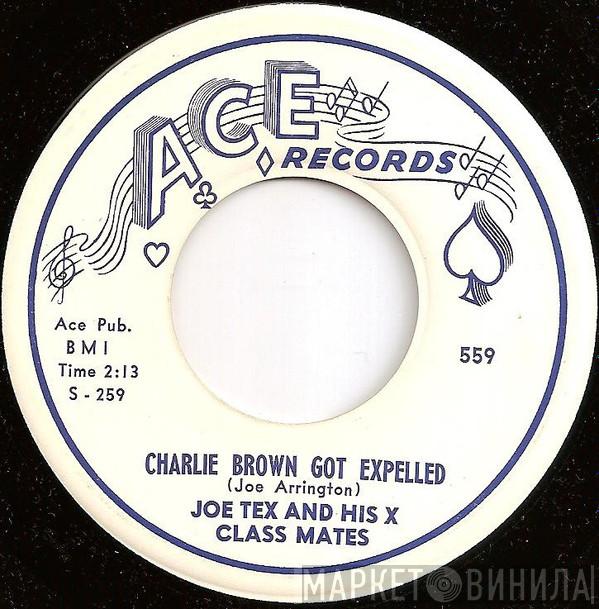 ACE
RECORDS
Ace Pub.
BMI
Time 2:13
S - 259
559
CHARLIE BROWN GOT EXPELLED
(Joe Arrington)
JOE TEX AND HIS X
CLASS MATES
МАРКЕТ ВИНИЛА